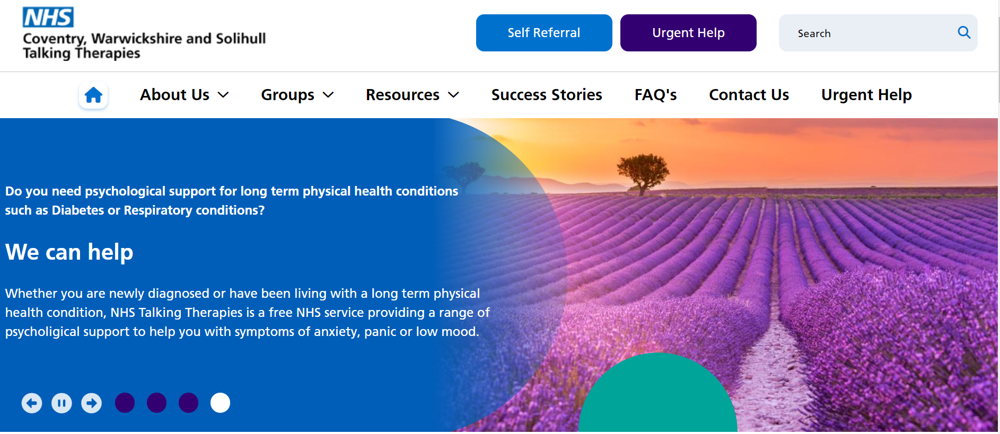 NHS
Coventry, Warwickshire and Solihull
Talking Therapies
Self Referral
Urgent Help
Search
About Us
Groups
Resources
Success Stories
FAQ's
Contact Us
Urgent Help
Do you need psychological support for long term physical health conditions
such as Diabetes or Respiratory conditions?
We can help
Whether you are newly diagnosed or have been living with a long term physical
health condition, NHS Talking Therapies is a free NHS service providing a range of
psycholigical support to help you with symptoms of anxiety, panic or low mood.